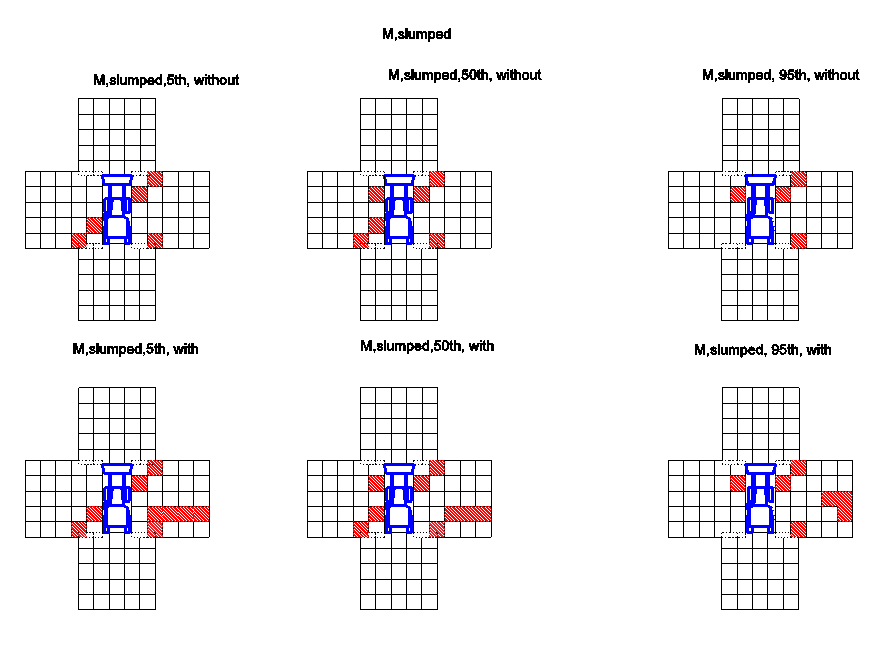 M,slumped
M,slumped,5th, without
M,slumped,50th, without
M,slumped, 95th, without
M,slumped,5th, with
M,slumped,50th, with
M,slumped, 95th, with